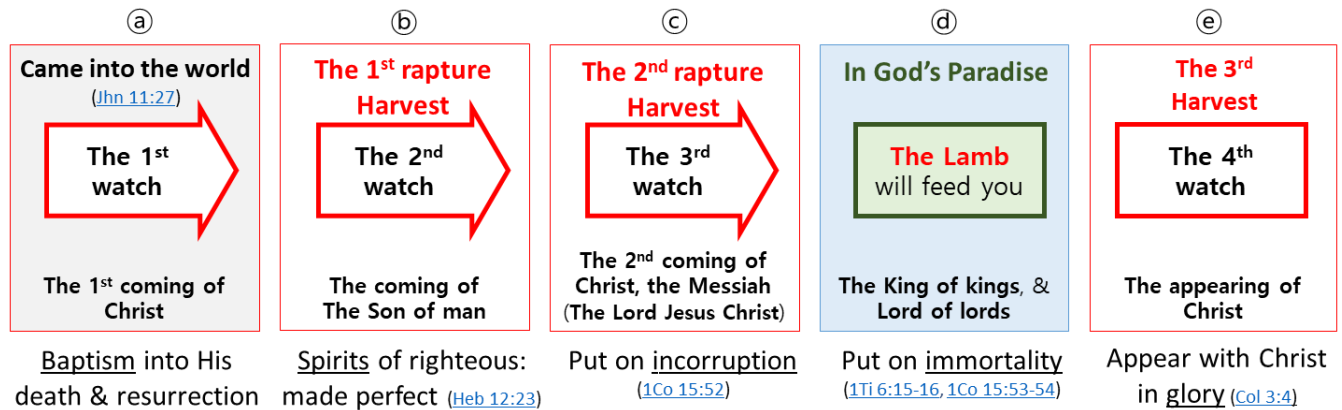 ⓐ
Came into the world
(Jhn 11:27)
The 1st
watch
The 1st coming of
Christ
Baptism into His
death & resurrection
ⓑ
The 1st rapture
Harvest
The 2nd
watch
The coming of
The Son of man
Spirits of righteous:
made perfect (Heb 12:23)
ⓒ
The 2nd rapture
Harvest
The 3rd
watch
The 2nd coming of
Christ, the Messiah
(The Lord Jesus Christ)
Put on incorruption
(1Co 15:52)
ⓓ
In God’s Paradise
The Lamb
will feed you
The King of kings, &
Lord of lords
Put on immortality
(1Ti 6:15-16, 1Co 15:53-54)
ⓔ
The 3rd
Harvest
The 4th
watch
The appearing of
Christ
Appear with Christ
in glory (Col 3:4)